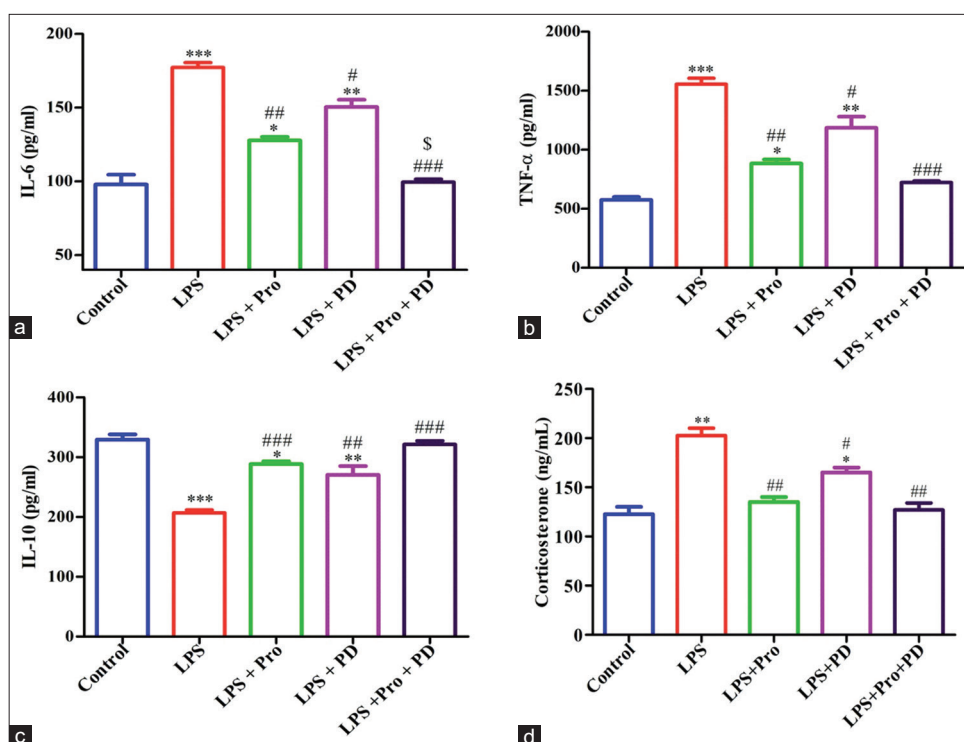 200
150
100
50
IL-6 (pg/ml)
***
##
*
#
**
$
###
Control
LPS
LPS + Pro
LPS + PD
LPS + Pro + PD
a
2000
1500
1000
500
0
TNF-α (pg/ml)
***
##
*
#
**
###
Control
LPS
LPS + Pro
LPS + PD
LPS + Pro + PD
b
400
300
200
100
0
IL-10 (pg/ml)
***
###
*
##
**
###
Control
LPS
LPS + Pro
LPS + PD
LPS +Pro + PD
c
250
200
150
100
50
0
Corticosterone (ng/mL)
**
##
#
*
##
Control
LPS
LPS+Pro
LPS+PD
LPS+Pro+PD
d